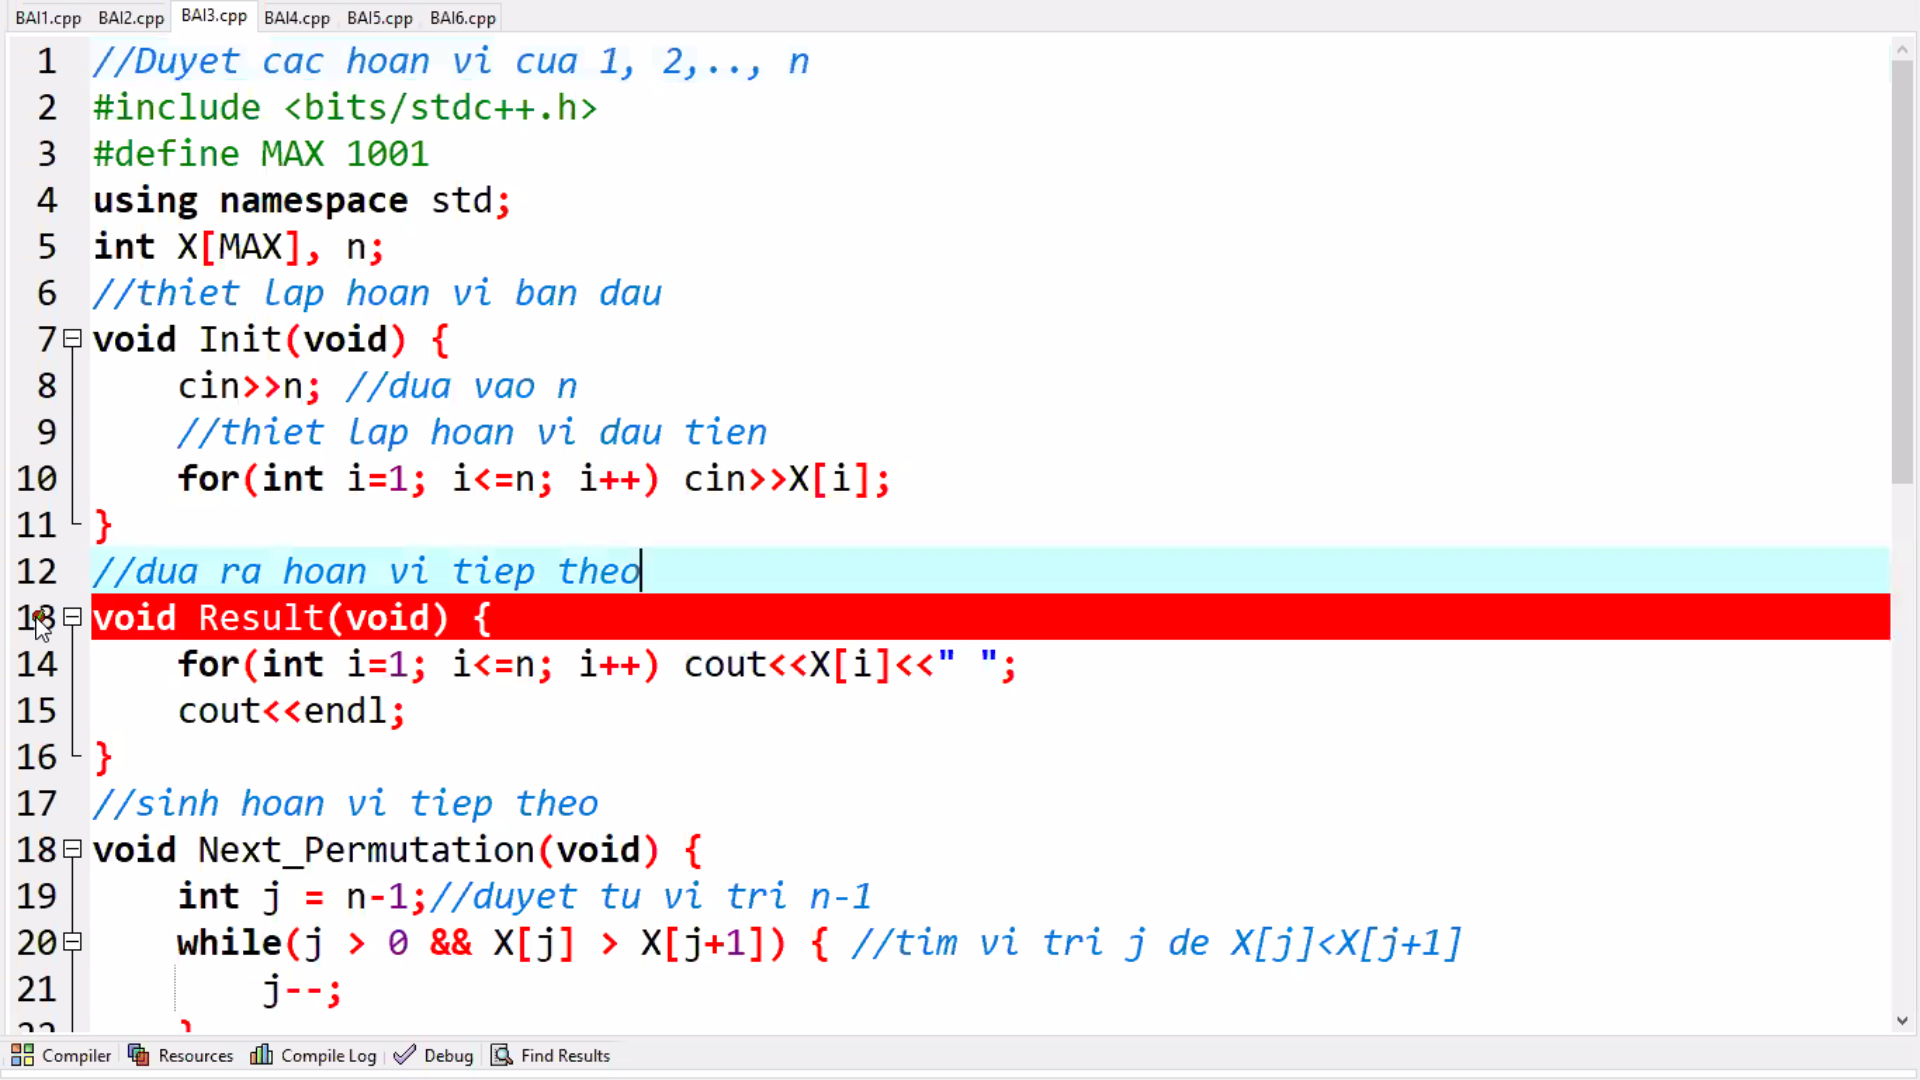 BAI1.cpp BAI2.cpp BAI3.cpp BAI4.cpp BAI5.cpp BAI6.cpp
1 //Duyet cac hoan vi cua 1, 2,.., n
2 #include <bits/stdc++.h>
3 #define MAX 1001
4 using namespace std;
5 int X[MAX], n;
6 //thiet lap hoan vi ban dau
7 void Init(void) {
8 cin>>n; //dua vao n
9 //thiet lap hoan vi dau tien
10 for(int i=1; i<=n; i++) cin>>X[i];
11 }
12 //dua ra hoan vi tiep theo
13 void Result(void) {
14 for(int i=1; i<=n; i++) cout<<X[i]<<" ";
15 cout<<endl;
16 }
17 //sinh hoan vi tiep theo
18 void Next_Permutation(void) {
19 int j = n-1;//duyet tu vi tri n-1
20 while(j > 0 && X[j] > X[j+1]) { //tim vi tri j de X[j]<X[j+1]
21 j--;
22 }
Compiler Resources Compile Log Debug Find Results